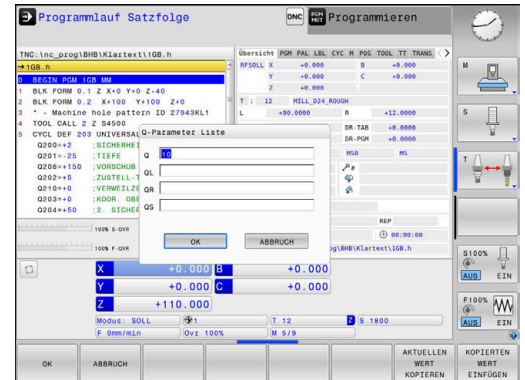 Programmlauf Satzfolge
DNC
PGM
MGT
Programmieren
TNC:\nc_prog\BHB\Klartext\1GB.h
→1GB.h
0 BEGIN PGM 1GB MM
1 BLK FORM 0.1 Z X+0 Y+0 Z-40
2 BLK FORM 0.2 X+100 Y+100 Z+0
3 * - Machine hole pattern ID 27943KL1
4 TOOL CALL 2 Z S4500
5 CYCL DEF 203 UNIVERSAL
Q200=+2 ;SICHERHEI
Q201=-25 ;TIEFE
Q206=+150 ;VORSCHUB
Q202=+5 ;ZUSTELL-T
Q210=+0 ;VERWEILZE
Q203=+0 ;KOOR. OBE
Q204=+50 ;2. SICHER
100% S-OVR
100% F-OVR
Übersicht PGM PAL LBL CYC M POS TOOL TT TRANS
RFSOLL X +0.000 B +0.000
Y +0.000 C +0.000
Z +0.000
T : 12 MILL_D24_ROUGH
L +90.0000 R +12.0000
DR-TAB +0.0000
DR-PGM +0.0000
M50 M5
REP
00:00:00
og\BHB\Klartext\1GB.h
Q-Parameter Liste
Q 10
QL
QR
QS
OK
ABBRUCH
X +0.000 B +0.000
Y +0.000 C +0.000
Z +110.000
Modus: SOLL 1 T 12 Z S 1800
F 0mm/min Ovr 100% M 5/9
M
S
T
S100%
AUS EIN
F100%
AUS EIN
OK
ABBRUCH
AKTUELLEN
WERT
KOPIEREN
KOPIERTEN
WERT
EINFÜGEN